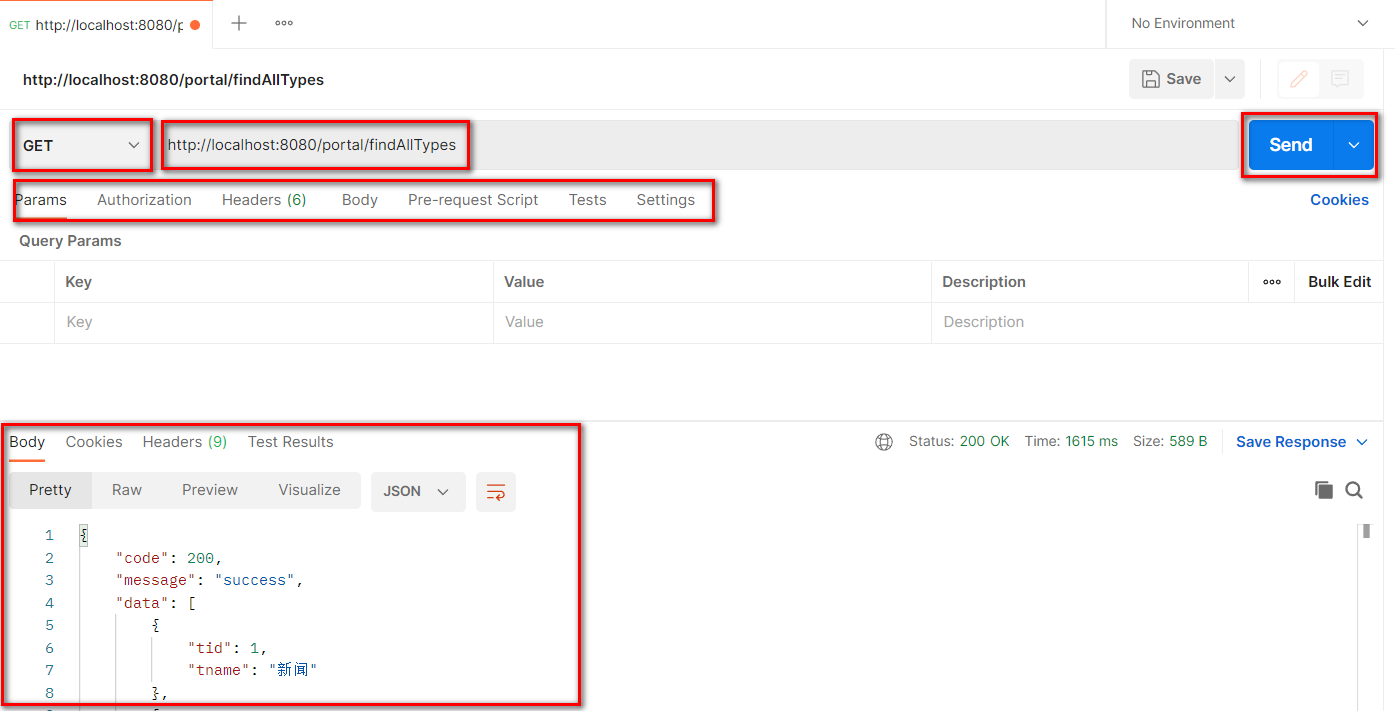 GET http://localhost:8080/p
No Environment
http://localhost:8080/portal/findAllTypes
Save
GET
http://localhost:8080/portal/findAllTypes
Send
Params Authorization Headers (6) Body Pre-request Script Tests Settings
Cookies
Query Params
Key Value Description
Bulk Edit
Key Value Description
Body Cookies Headers (9) Test Results
Status: 200 OK Time: 1615 ms Size: 589 B
Save Response
Pretty Raw Preview Visualize JSON
1 {
2 "code": 200,
3 "message": "success",
4 "data": [
5 {
6 "tid": 1,
7 "tname": "新闻"
8 },